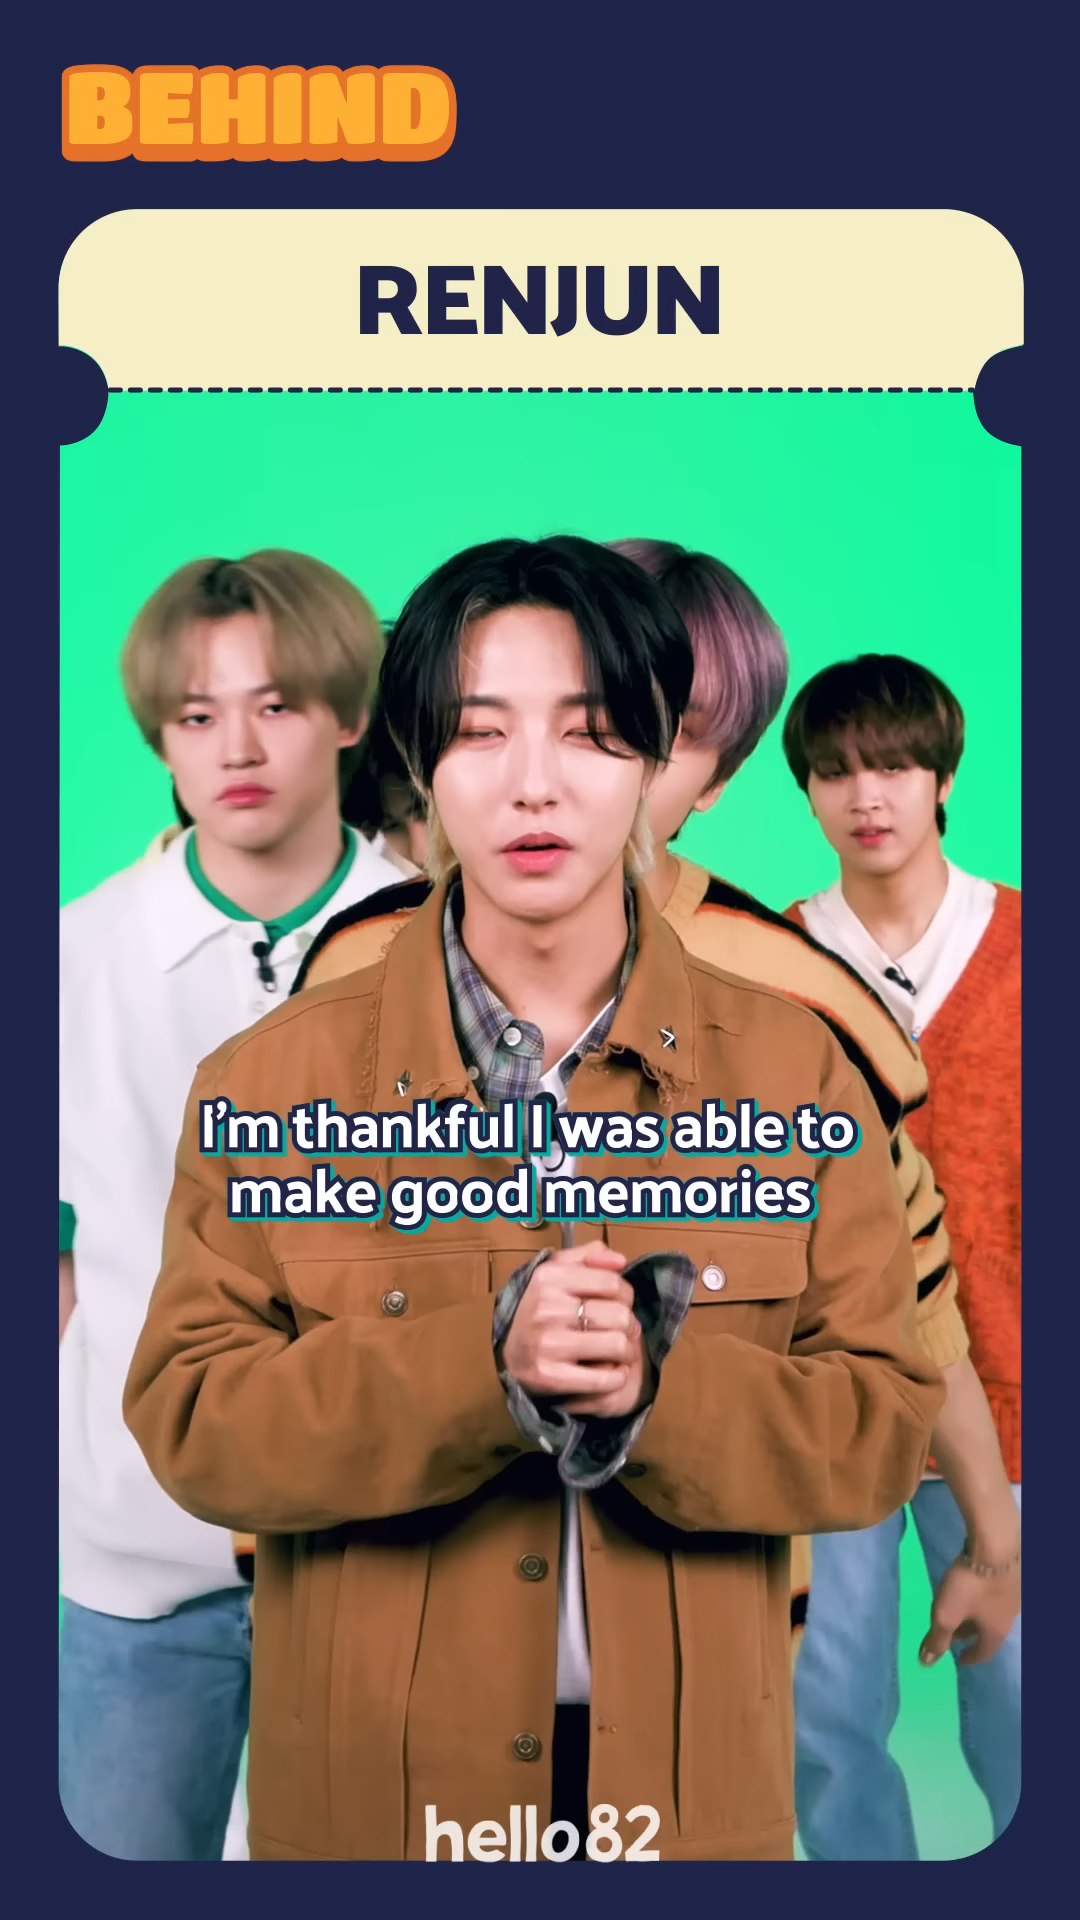 BEHIND
RENJUN
I'm thankful I was able to
make good memories
hello82